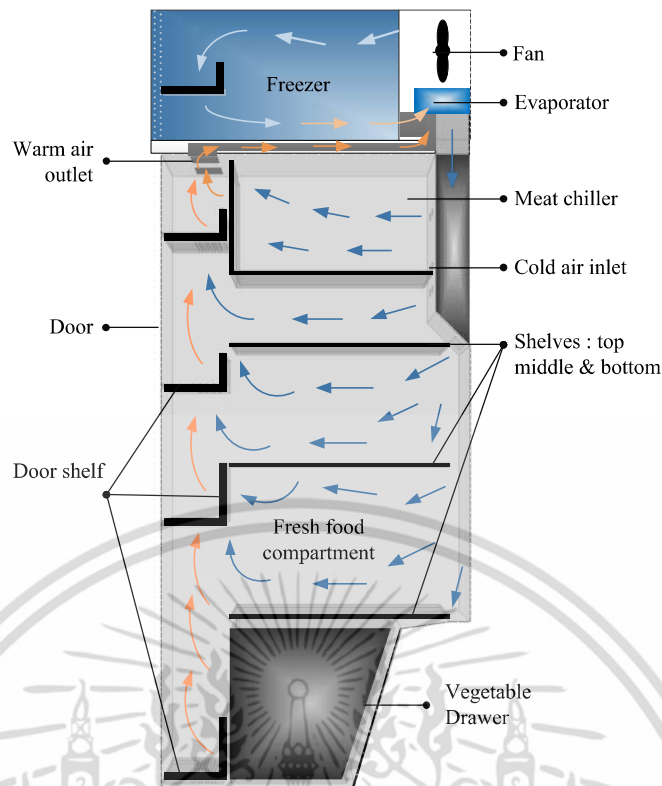 Freezer
Fan
Evaporator
Warm air
outlet
Meat chiller
Cold air inlet
Door
Shelves : top
middle & bottom
Door shelf
Fresh food
compartment
Vegetable
Drawer